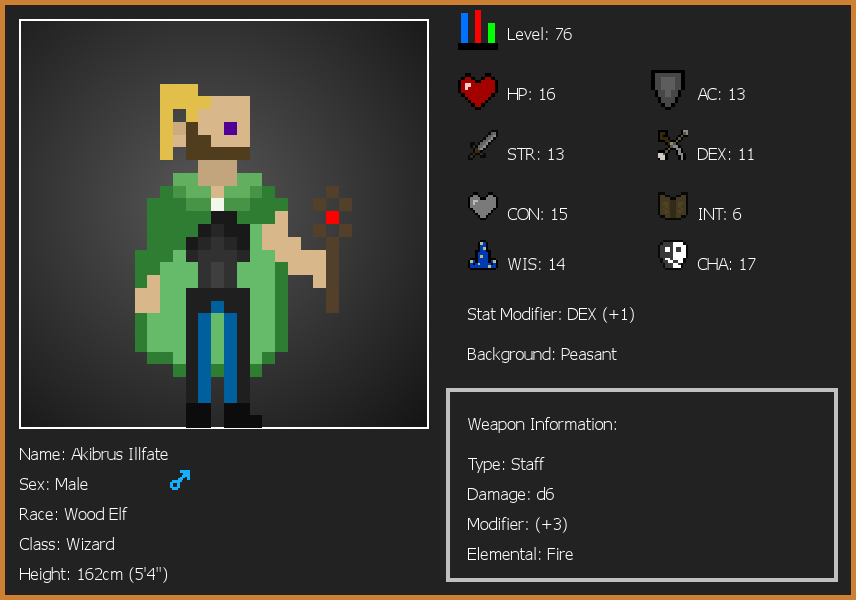 Level: 76
HP: 16
AC: 13
STR: 13
DEX: 11
CON: 15
INT: 6
WIS: 14
CHA: 17
Stat Modifier: DEX (+1)
Background: Peasant
Weapon Information:
Type: Staff
Damage: d6
Modifier: (+3)
Elemental: Fire
Name: Akibrus Illfate
Sex: Male
Race: Wood Elf
Class: Wizard
Height: 162cm (5'4")